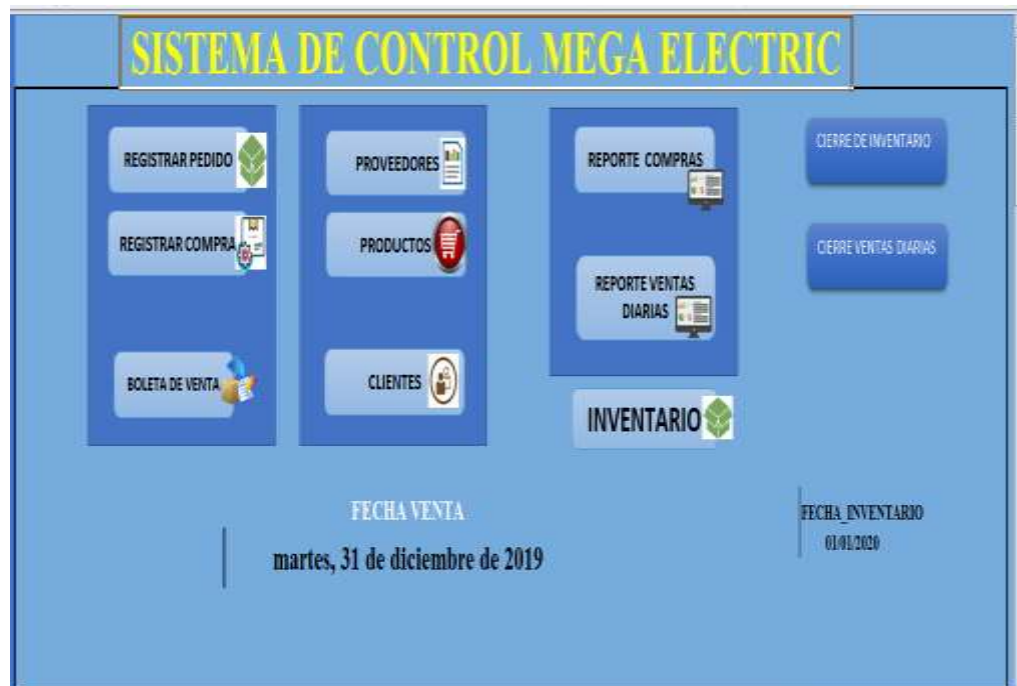 SISTEMA DE CONTROL MEGA ELECTRIC
REGISTRAR PEDIDO
REGISTRAR COMPRA
BOLETA DE VENTA
PROVEEDORES
PRODUCTOS
CLIENTES
REPORTE COMPRAS
REPORTE VENTAS
DIARIAS
INVENTARIO
CIERRE DE INVENTARIO
CIERRE VENTAS DIARIAS
FECHA VENTA
martes, 31 de diciembre de 2019
FECHA_INVENTARIO
01/01/2020